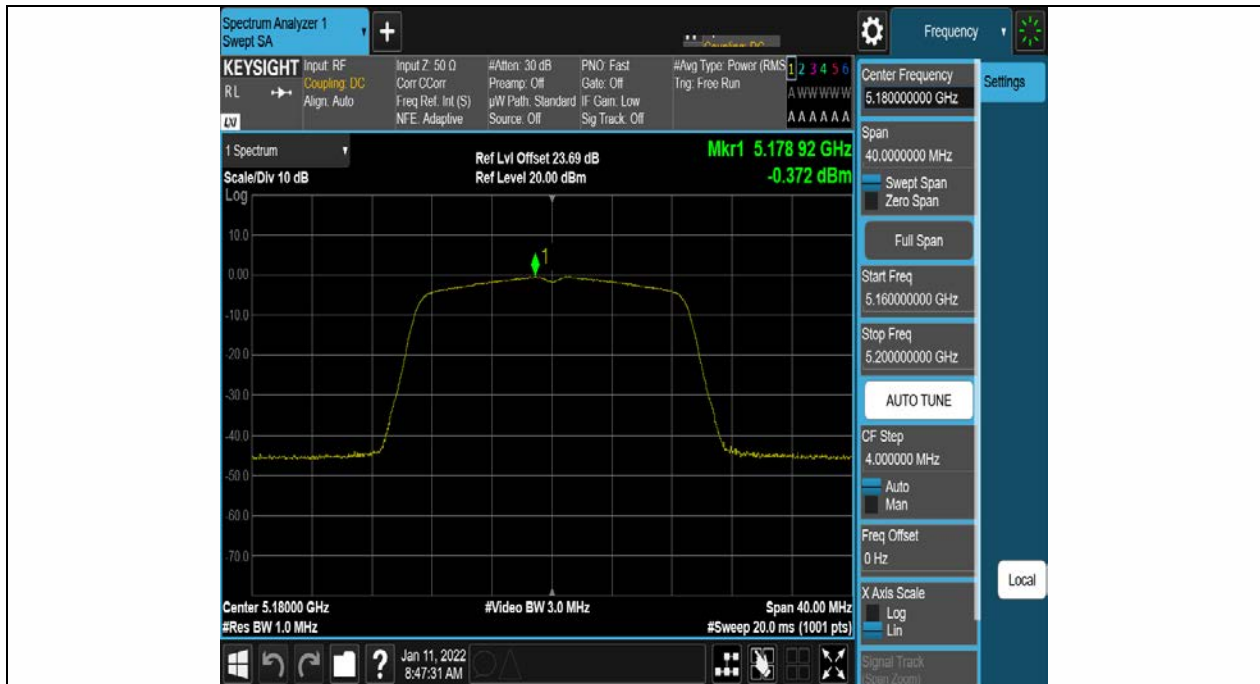 Spectrum Analyzer 1
Swept SA
+
Coupling: DC
Frequency
KEYSIGHT
RL
LXI
Input: RF
Coupling: DC
Align: Auto
Input Z: 50 Ω
Corr CCorr
Freq Ref: Int (S)
NFE: Adaptive
#Atten: 30 dB
Preamp: Off
µW Path: Standard
Source: Off
PNO: Fast
Gate: Off
IF Gain: Low
Sig Track: Off
#Avg Type: Power (RMS
Trig: Free Run
1 2 3 4 5 6
A W W W W W
A A A A A A
1 Spectrum
Scale/Div 10 dB
Ref Lvl Offset 23.69 dB
Ref Level 20.00 dBm
Mkr1 5.178 92 GHz
-0.372 dBm
Log
10.0
0.00
-10.0
-20.0
-30.0
-40.0
-50.0
-60.0
-70.0
1
Center 5.18000 GHz
#Res BW 1.0 MHz
#Video BW 3.0 MHz
Span 40.00 MHz
#Sweep 20.0 ms (1001 pts)
?
Jan 11, 2022
8:47:31 AM
Center Frequency
5.180000000 GHz
Span
40.0000000 MHz
Swept Span
Zero Span
Full Span
Start Freq
5.160000000 GHz
Stop Freq
5.200000000 GHz
AUTO TUNE
CF Step
4.000000 MHz
Auto
Man
Freq Offset
0 Hz
X Axis Scale
Log
Lin
Signal Track
(Span Zoom)
Settings
Local